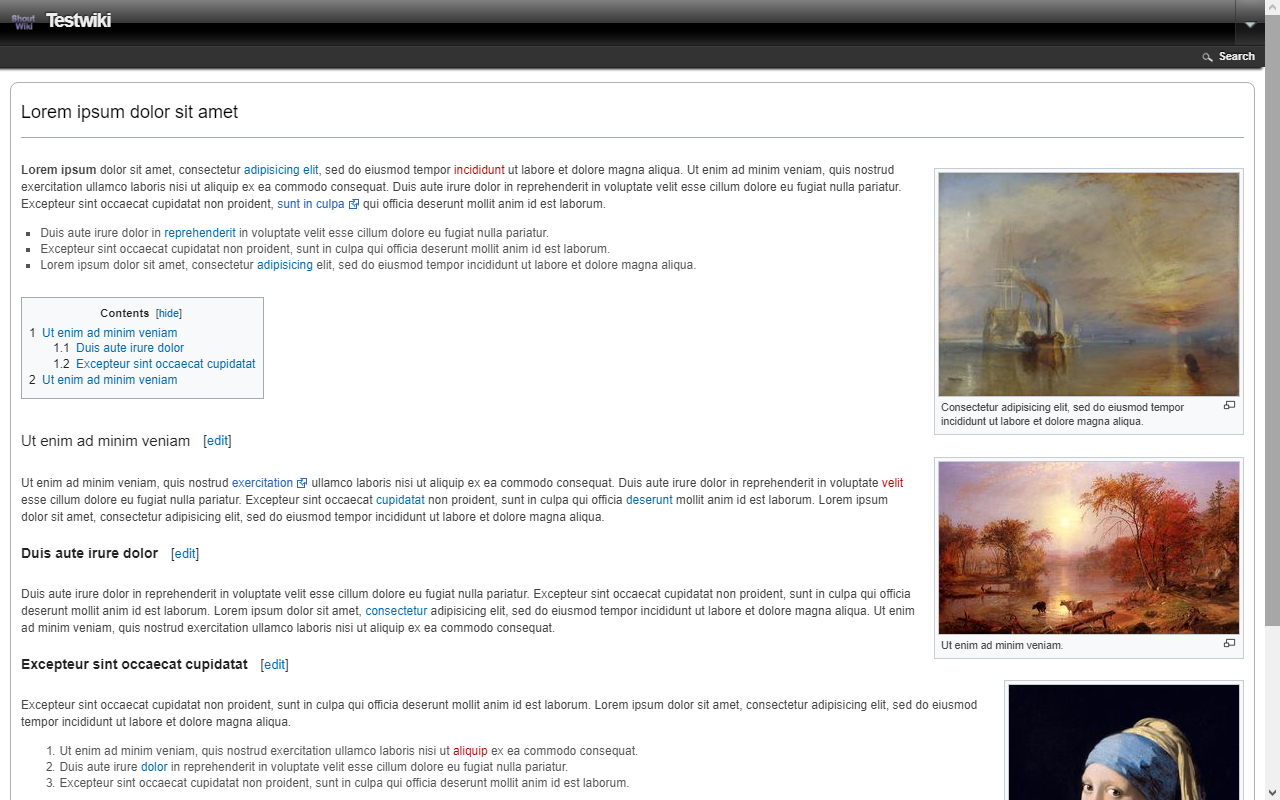 Shout Wiki Testwiki
Search
Lorem ipsum dolor sit amet
Lorem ipsum dolor sit amet, consectetur adipisicing elit, sed do eiusmod tempor incididunt ut labore et dolore magna aliqua. Ut enim ad minim veniam, quis nostrud
exercitation ullamco laboris nisi ut aliquip ex ea commodo consequat. Duis aute irure dolor in reprehenderit in voluptate velit esse cillum dolore eu fugiat nulla pariatur.
Excepteur sint occaecat cupidatat non proident, sunt in culpa qui officia deserunt mollit anim id est laborum.
Duis aute irure dolor in reprehenderit in voluptate velit esse cillum dolore eu fugiat nulla pariatur.
Excepteur sint occaecat cupidatat non proident, sunt in culpa qui officia deserunt mollit anim id est laborum.
Lorem ipsum dolor sit amet, consectetur adipisicing elit, sed do eiusmod tempor incididunt ut labore et dolore magna aliqua.
Contents [hide]
1 Ut enim ad minim veniam
1.1 Duis aute irure dolor
1.2 Excepteur sint occaecat cupidatat
2 Ut enim ad minim veniam
Consectetur adipisicing elit, sed do eiusmod tempor
incididunt ut labore et dolore magna aliqua.
Ut enim ad minim veniam [edit]
Ut enim ad minim veniam, quis nostrud exercitation ullamco laboris nisi ut aliquip ex ea commodo consequat. Duis aute irure dolor in reprehenderit in voluptate velit
esse cillum dolore eu fugiat nulla pariatur. Excepteur sint occaecat cupidatat non proident, sunt in culpa qui officia deserunt mollit anim id est laborum. Lorem ipsum
dolor sit amet, consectetur adipisicing elit, sed do eiusmod tempor incididunt ut labore et dolore magna aliqua.
Duis aute irure dolor [edit]
Duis aute irure dolor in reprehenderit in voluptate velit esse cillum dolore eu fugiat nulla pariatur. Excepteur sint occaecat cupidatat non proident, sunt in culpa qui officia
deserunt mollit anim id est laborum. Lorem ipsum dolor sit amet, consectetur adipisicing elit, sed do eiusmod tempor incididunt ut labore et dolore magna aliqua. Ut enim
ad minim veniam, quis nostrud exercitation ullamco laboris nisi ut aliquip ex ea commodo consequat.
Ut enim ad minim veniam.
Excepteur sint occaecat cupidatat [edit]
Excepteur sint occaecat cupidatat non proident, sunt in culpa qui officia deserunt mollit anim id est laborum. Lorem ipsum dolor sit amet, consectetur adipisicing elit, sed do eiusmod
tempor incididunt ut labore et dolore magna aliqua.
1. Ut enim ad minim veniam, quis nostrud exercitation ullamco laboris nisi ut aliquip ex ea commodo consequat.
2. Duis aute irure dolor in reprehenderit in voluptate velit esse cillum dolore eu fugiat nulla pariatur.
3. Excepteur sint occaecat cupidatat non proident, sunt in culpa qui officia deserunt mollit anim id est laborum.